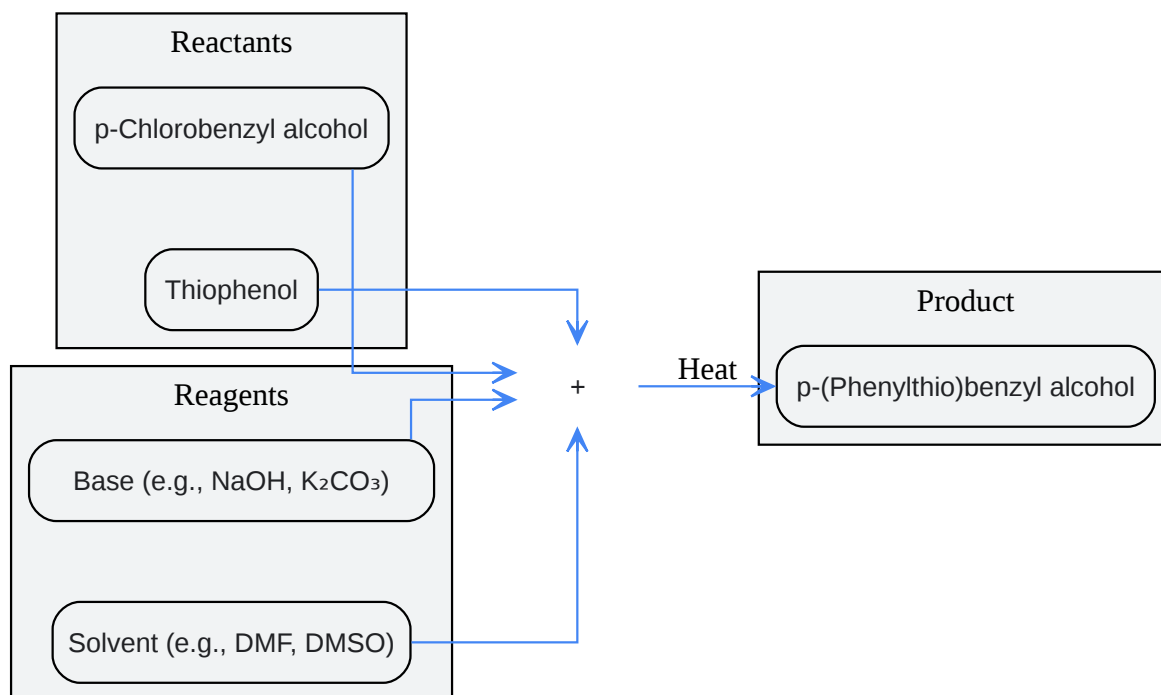 Reactants
p-Chlorobenzyl alcohol
Thiophenol
Reagents
Base (e.g., NaOH, K₂CO₃)
Solvent (e.g., DMF, DMSO)
+
Heat
Product
p-(Phenylthio)benzyl alcohol